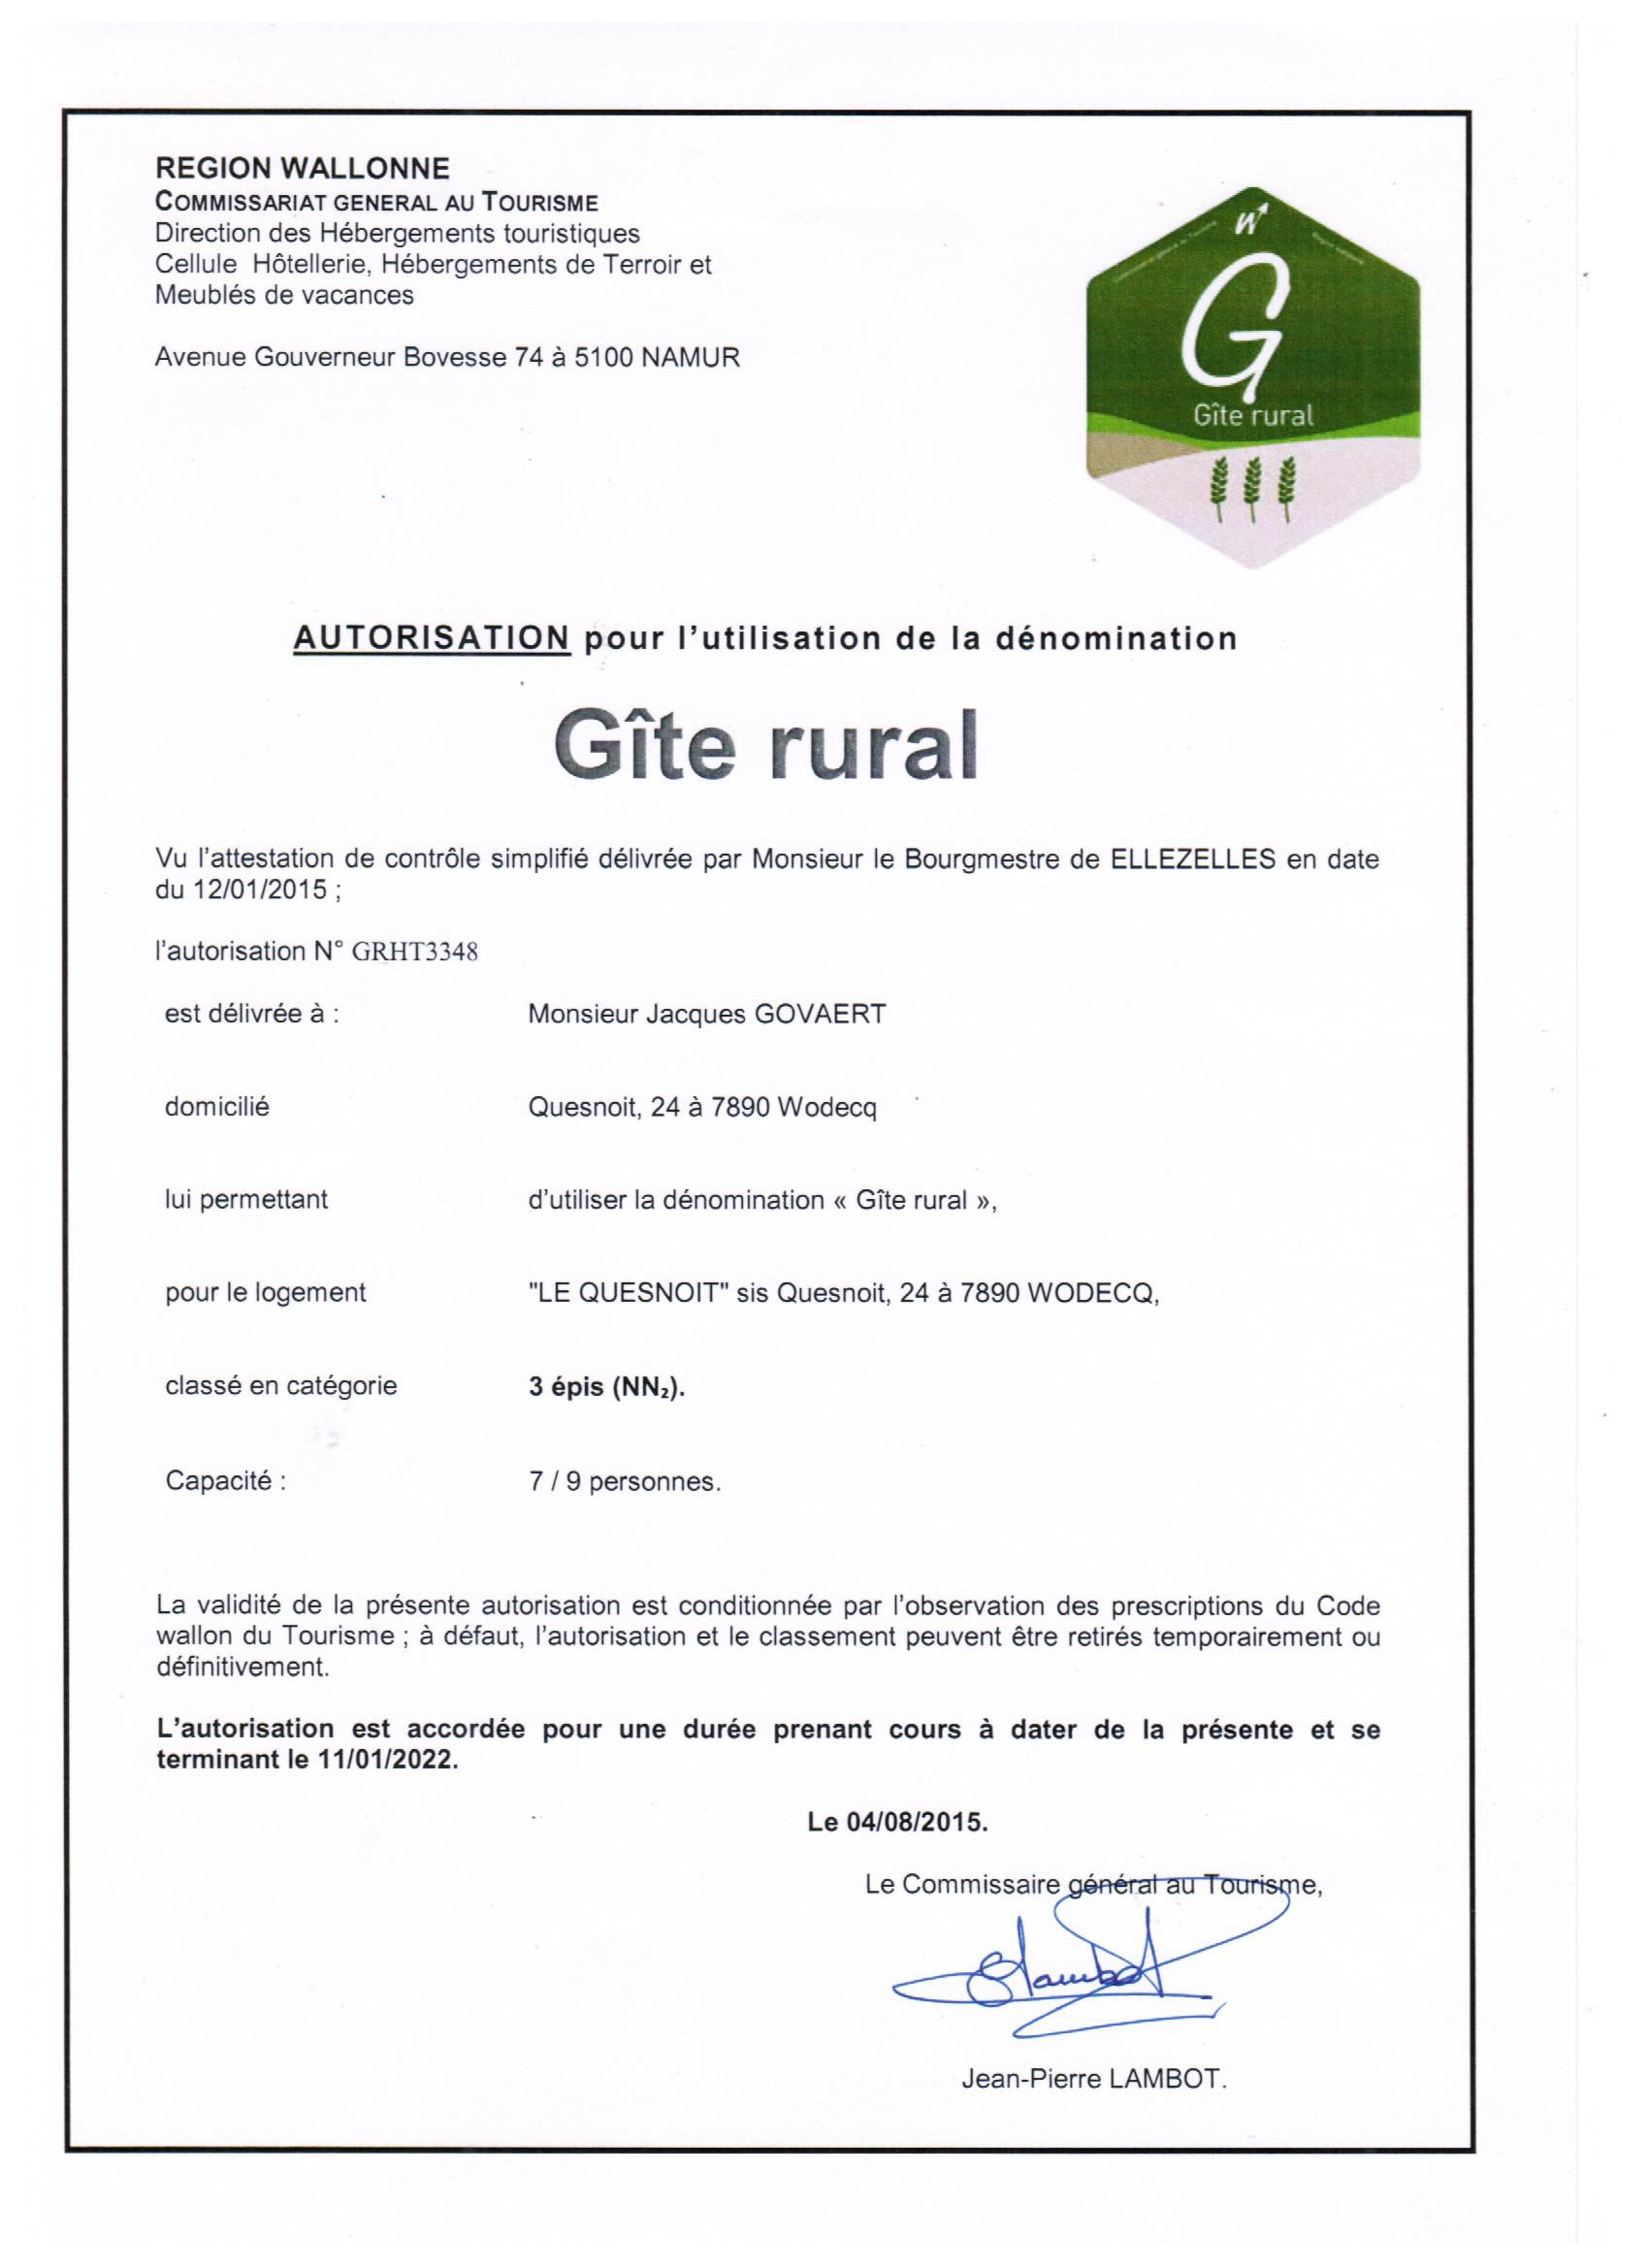 REGION WALLONNE
COMMISSARIAT GENERAL AU TOURISME
Direction des Hébergements touristiques
Cellule Hôtellerie, Hébergements de Terroir et
Meublés de vacances
Avenue Gouverneur Bovesse 74 à 5100 NAMUR
W
G
Gîte rural
AUTORISATION pour l'utilisation de la dénomination
Gîte rural
Vu l'attestation de contrôle simplifié délivrée par Monsieur le Bourgmestre de ELLEZELLES en date
du 12/01/2015 ;
l'autorisation N° GRHT3348
est délivrée à : Monsieur Jacques GOVAERT
domicilié Quesnoit, 24 à 7890 Wodecq
lui permettant d'utiliser la dénomination « Gîte rural »,
pour le logement "LE QUESNOIT" sis Quesnoit, 24 à 7890 WODECQ,
classé en catégorie 3 épis (NN₂).
Capacité : 7 / 9 personnes.
La validité de la présente autorisation est conditionnée par l'observation des prescriptions du Code
wallon du Tourisme ; à défaut, l'autorisation et le classement peuvent être retirés temporairement ou
définitivement.
L'autorisation est accordée pour une durée prenant cours à dater de la présente et se
terminant le 11/01/2022.
Le 04/08/2015.
Le Commissaire général au Tourisme,
Jean-Pierre LAMBOT.